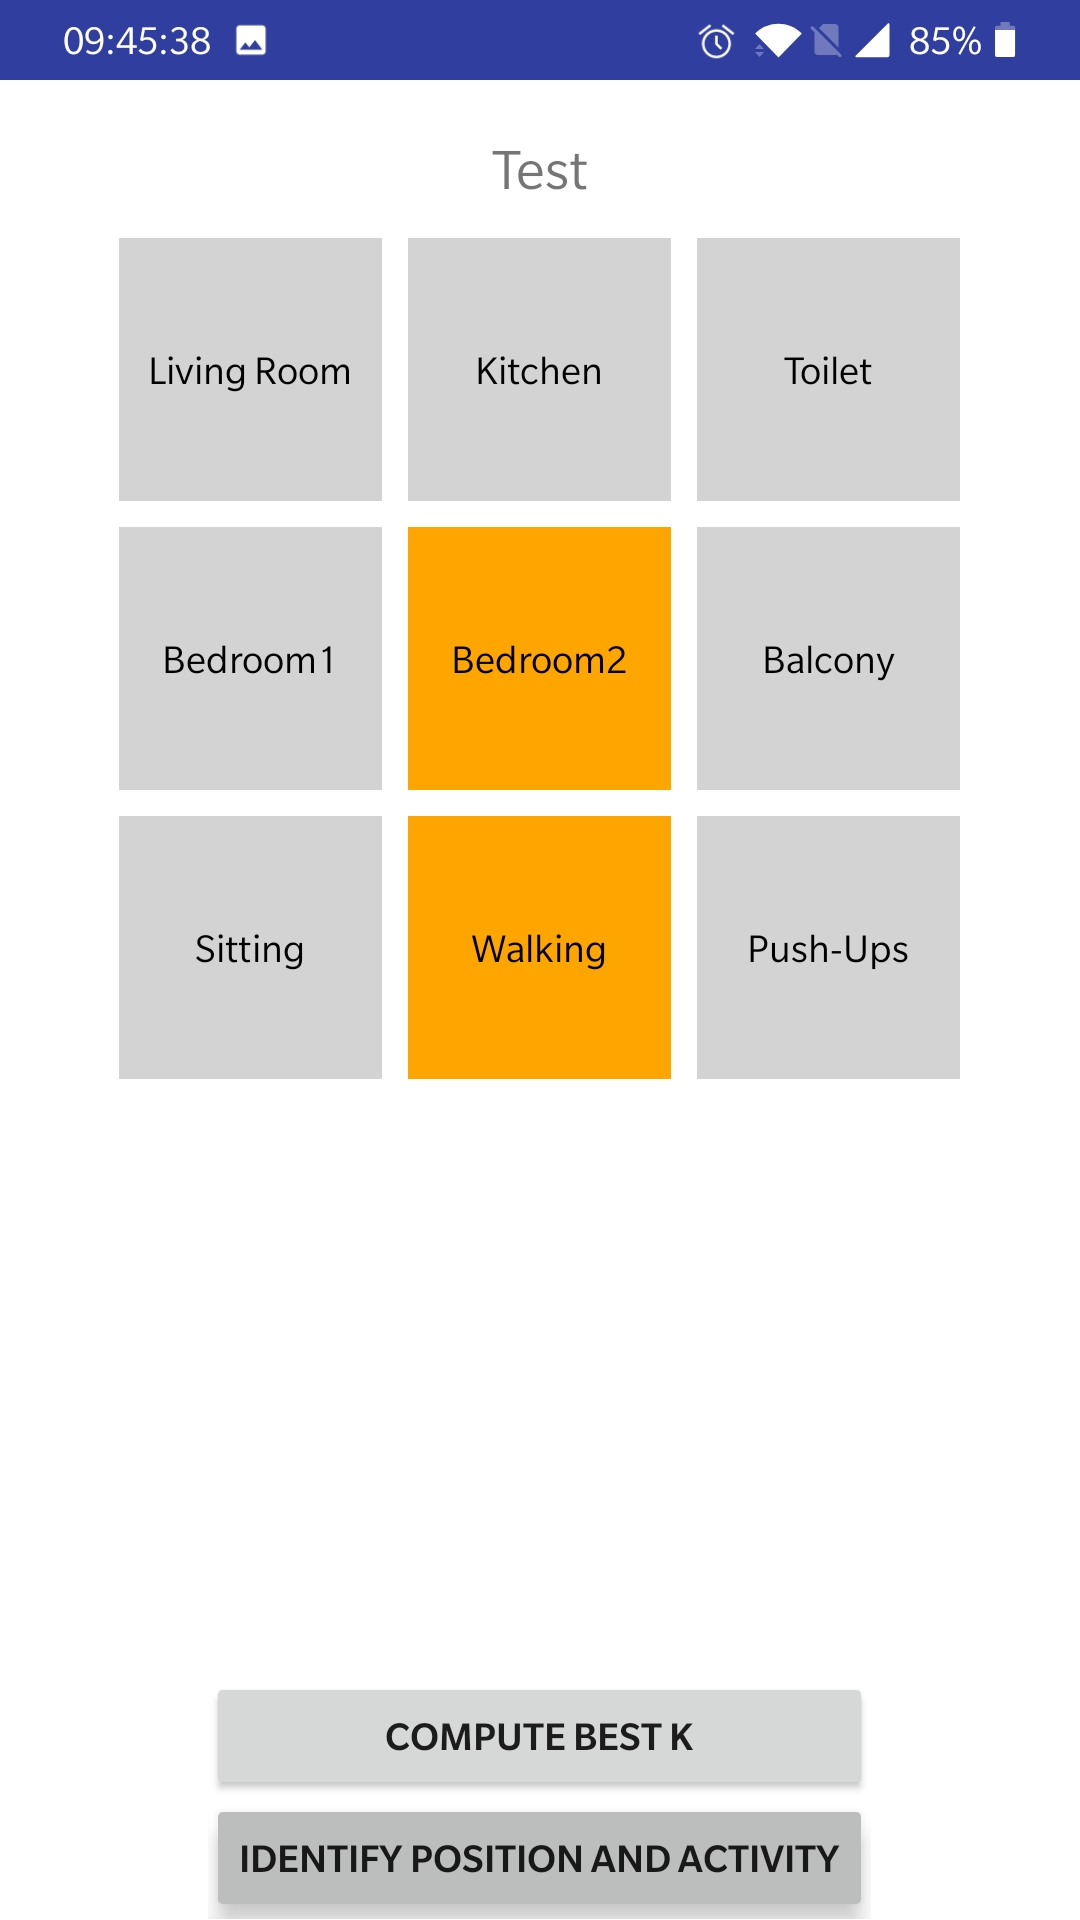 09:45:38 85%
Test
Living Room Kitchen Toilet
Bedroom1 Bedroom2 Balcony
Sitting Walking Push-Ups
COMPUTE BEST K
IDENTIFY POSITION AND ACTIVITY